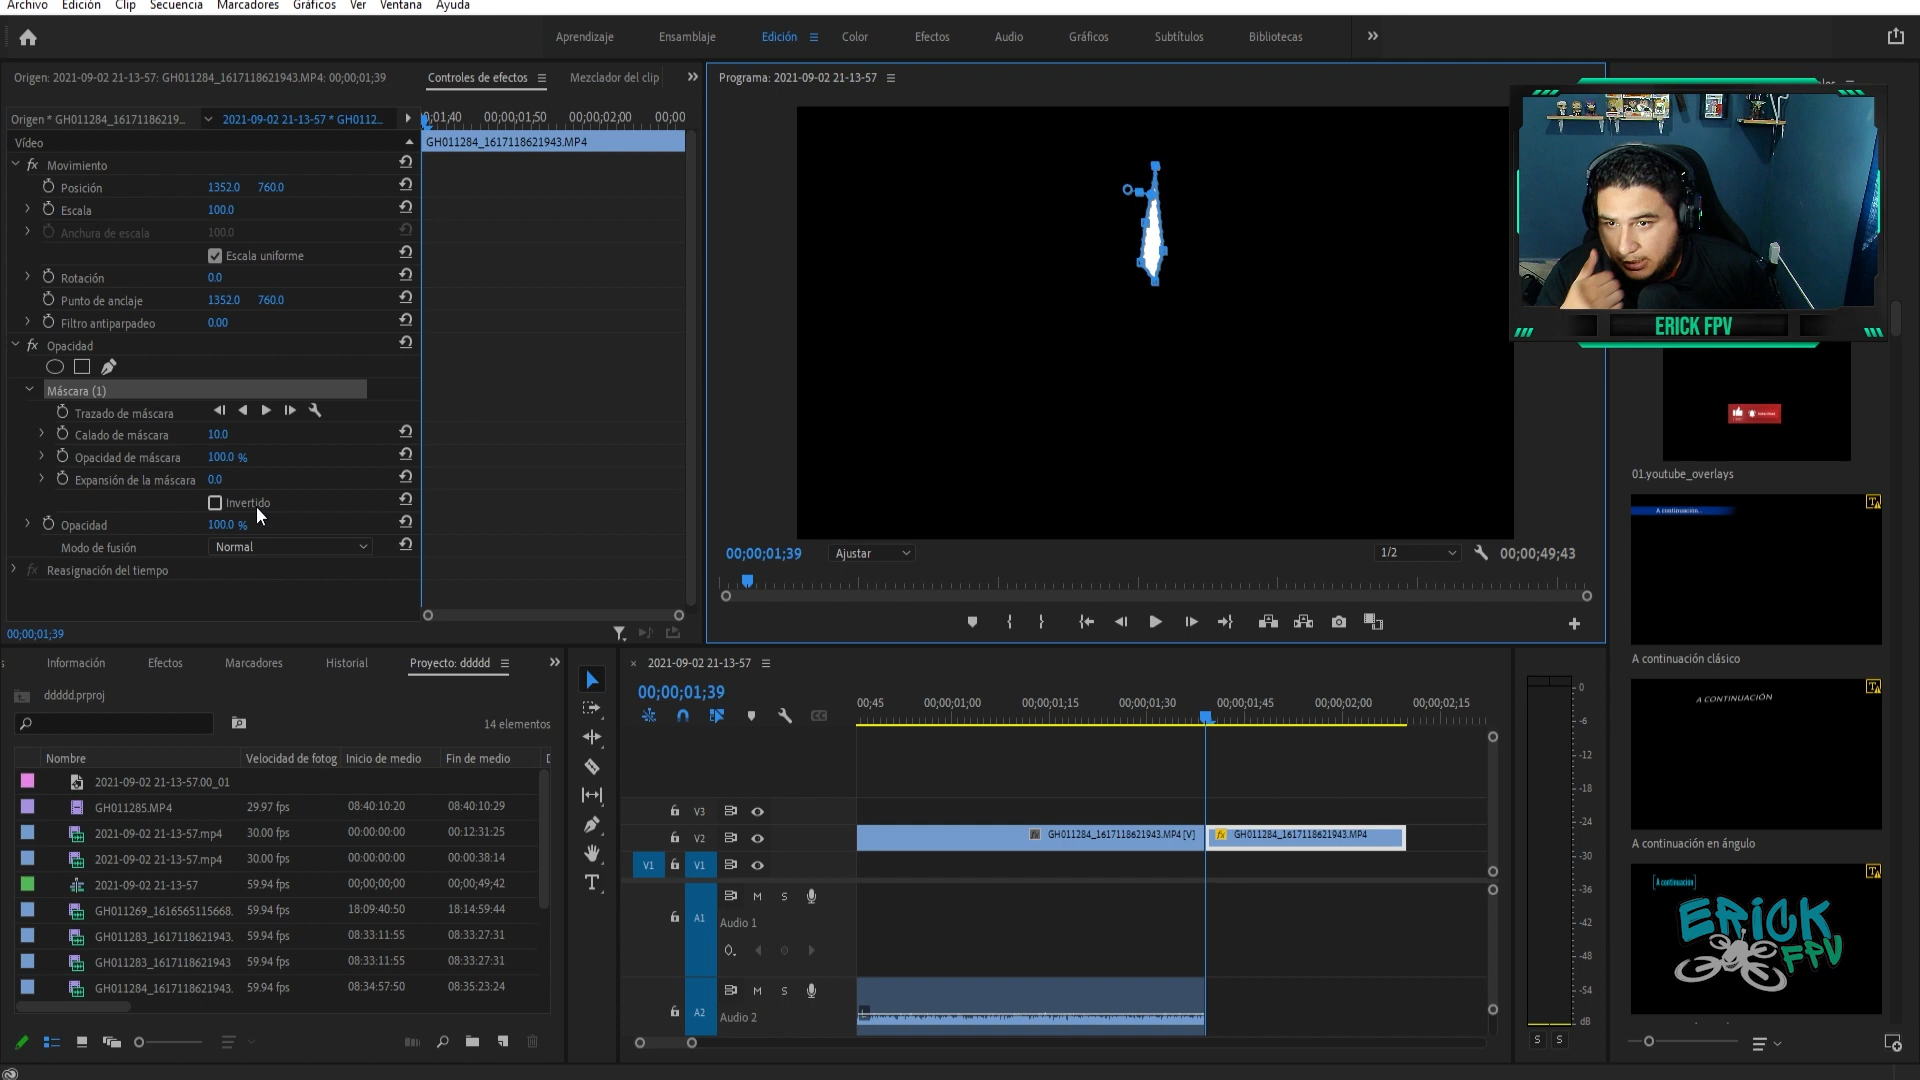 Archivo Edición Clip Secuencia Marcadores Gráficos Ver Ventana Ayuda
Aprendizaje Ensamblaje Edición Color Efectos Audio Gráficos Subtítulos Bibliotecas
Origen: 2021-09-02 21-13-57: GH011284_1617118621943.MP4: 00;00;01;39
Controles de efectos
Mezclador del clip
Programa: 2021-09-02 21-13-57
Origen * GH011284_16171186219...
2021-09-02 21-13-57 * GH0112...
00;00;01;50 00;00;02;00
Vídeo
GH011284_1617118621943.MP4
fx Movimiento
Posición 1352.0 760.0
Escala 100.0
Anchura de escala 100.0
Escala uniforme
Rotación 0.0
Punto de anclaje 1352.0 760.0
Filtro antiparpadeo 0.00
fx Opacidad
Máscara (1)
Trazado de máscara
Calado de máscara 10.0
Opacidad de máscara 100.0 %
Expansión de la máscara 0.0
Invertido
Opacidad 100.0 %
Modo de fusión Normal
fx Reasignación del tiempo
00;00;01;39
ERICK FPV
00;00;01;39 Ajustar 1/2 00;00;49;43
01.youtube_overlays
A continuación...
A continuación clásico
A CONTINUACIÓN
A continuación en ángulo
A continuación
ERICK
FPV
Información Efectos Marcadores Historial Proyecto: ddddd
ddddd.prproj
14 elementos
Nombre Velocidad de fotog Inicio de medio Fin de medio
2021-09-02 21-13-57.00_01
GH011285.MP4 29.97 fps 08:40:10:20 08:40:10:29
2021-09-02 21-13-57.mp4 30.00 fps 00:00:00:00 00:12:31:25
2021-09-02 21-13-57.mp4 30.00 fps 00:00:00:00 00:00:38:14
2021-09-02 21-13-57 59.94 fps 00;00;00;00 00;00;49;42
GH011269_1616565115668. 59.94 fps 18:09:40:50 18:14:59:44
GH011283_1617118621943. 59.94 fps 08:33:11:55 08:33:27:31
GH011283_1617118621943 59.94 fps 08:33:11:55 08:33:27:31
GH011284_1617118621943. 59.94 fps 08:34:57:50 08:35:23:24
× 2021-09-02 21-13-57
00;00;01;39
00;45 00;00;01;00 00;00;01;15 00;00;01;30 00;00;01;45 00;00;02;00 00;00;02;15
V3
V2
fx GH011284_1617118621943.MP4 [V]
fx GH011284_1617118621943.MP4
V1 V1
A1 M S
Audio 1
A2 M S
Audio 2
0
-6
-12
-18
-24
-30
-36
-42
-48
-54
dB
S S